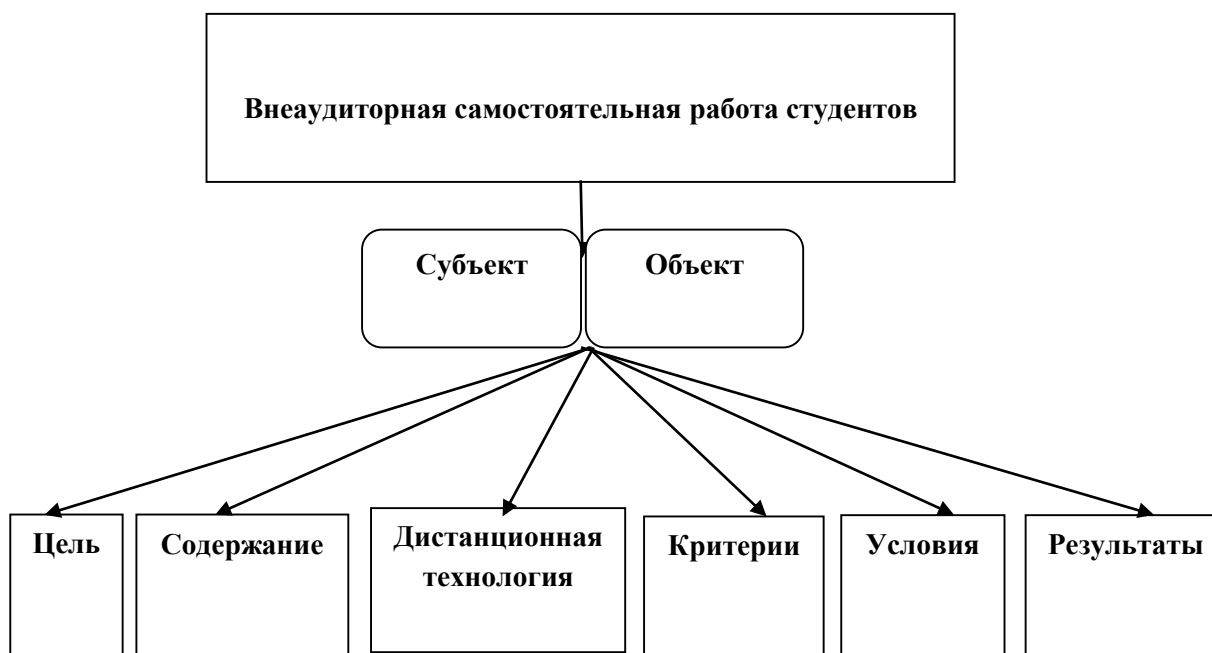 Внеаудиторная самостоятельная работа студентов
Субъект
Объект
Цель
Содержание
Дистанционная
технология
Критерии
Условия
Результаты